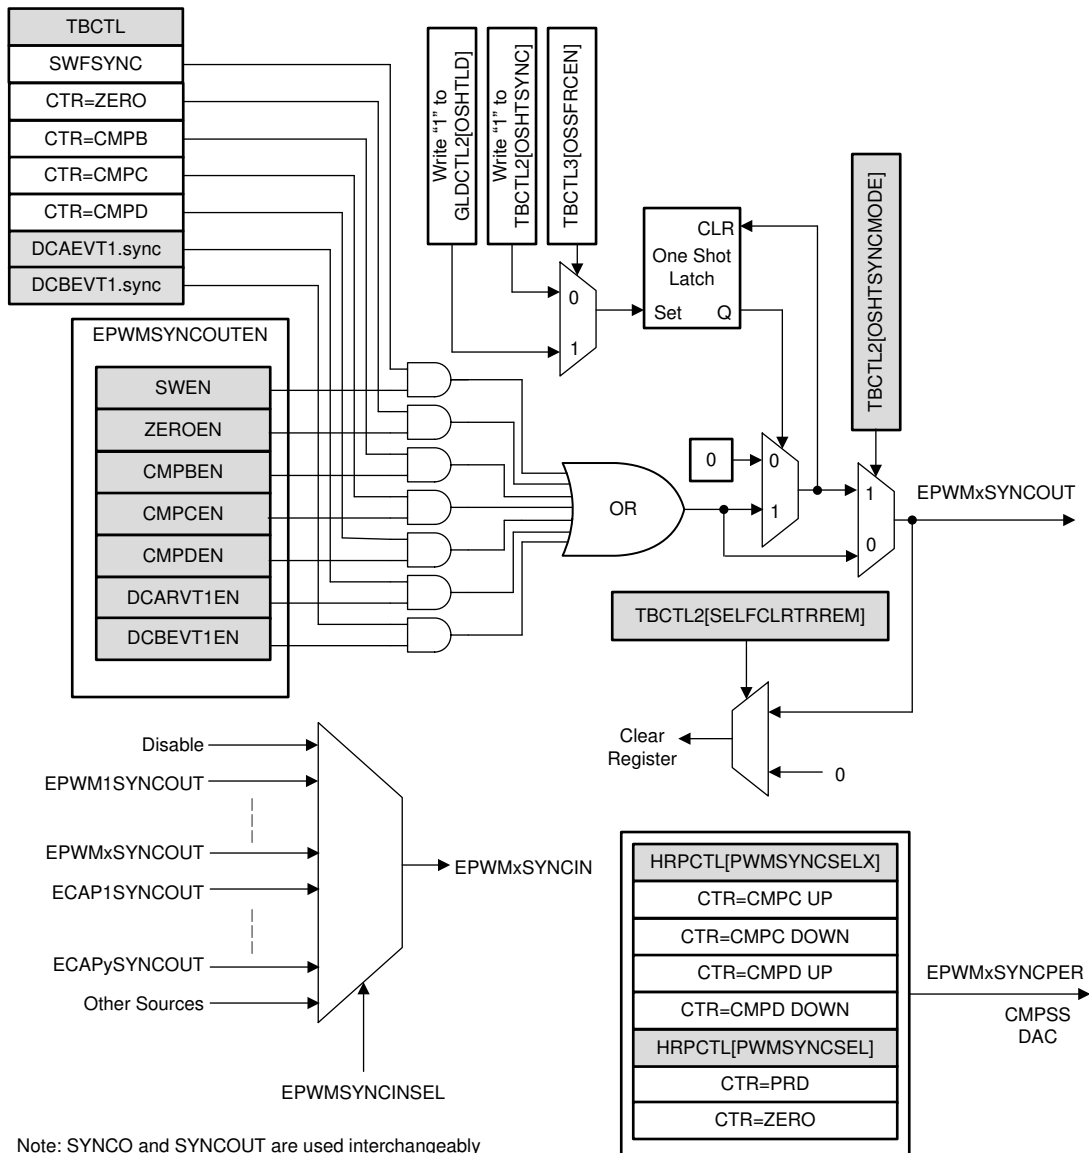 TBCTL
SWFSYNC
CTR=ZERO
CTR=CMPB
CTR=CMPC
CTR=CMPD
DCAEVT1.sync
DCBEVT1.sync
EPWMSYNCOUTEN
SWEN
ZEROEN
CMPBEN
CMPCEN
CMPDEN
DCARVT1EN
DCBEVT1EN
Write “1” to
GLDCTL2[OSHTLD]
Write “1” to
TBCTL2[OSHTSYNC]
TBCTL3[OSSFRCEN]
0
1
CLR
One Shot
Latch
Set
Q
TBCTL2[OSHTSYNCMODE]
OR
0
0
1
1
0
EPWMxSYNCOUT
TBCTL2[SELFCLRTRREM]
Clear
Register
0
Disable
EPWM1SYNCOUT
EPWMxSYNCOUT
ECAP1SYNCOUT
ECAPySYNCOUT
Other Sources
EPWMxSYNCIN
EPWMSYNCINSEL
HRPCTL[PWMSYNCSELX]
CTR=CMPC UP
CTR=CMPC DOWN
CTR=CMPD UP
CTR=CMPD DOWN
HRPCTL[PWMSYNCSEL]
CTR=PRD
CTR=ZERO
EPWMxSYNCPER
CMPSS
DAC
Note: SYNCO and SYNCOUT are used interchangeably